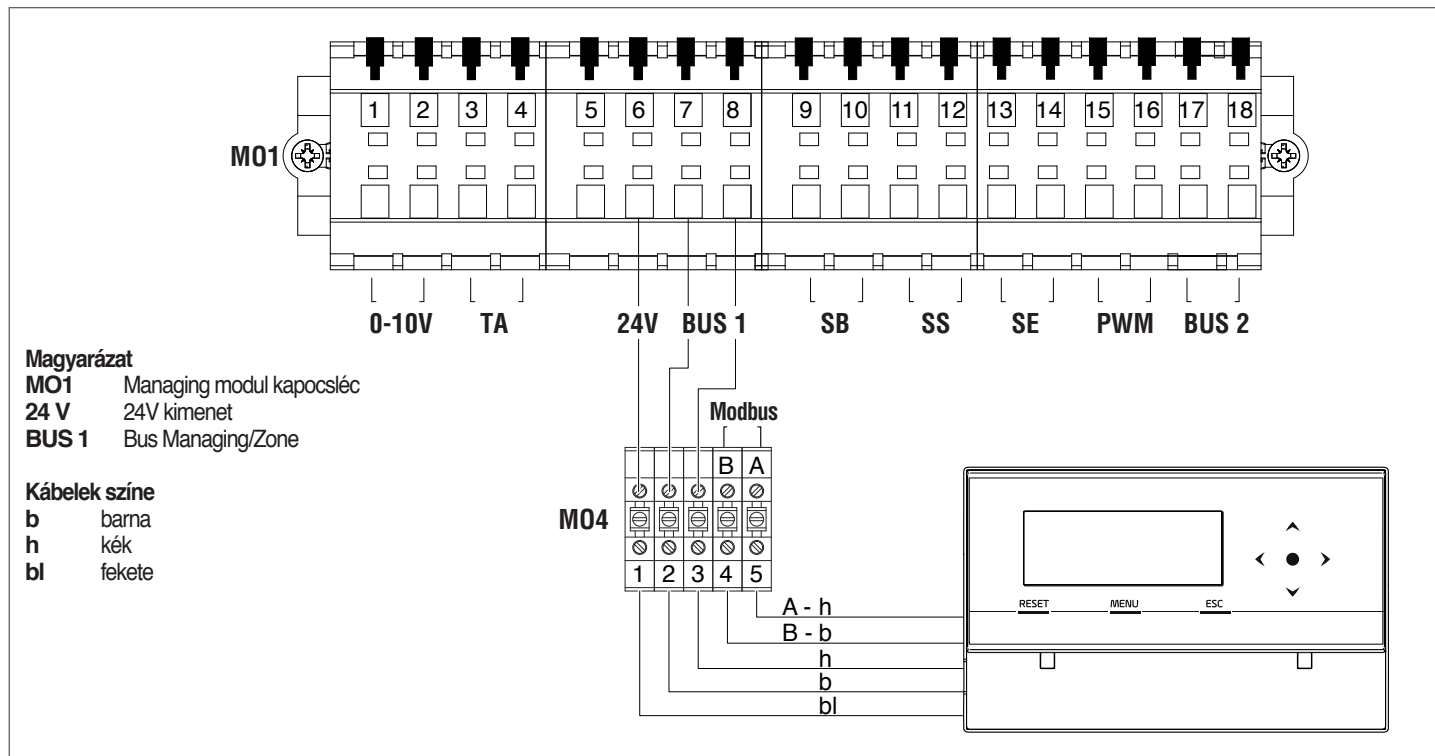 1 2 3 4 5 6 7 8 9 10 11 12 13 14 15 16 17 18
MO1
0-10V TA 24V BUS 1 SB SS SE PWM BUS 2
Magyarázat
MO1 Managing modul kapocsléc
24 V 24V kimenet
BUS 1 Bus Managing/Zone
Kábelek színe
b barna
h kék
bl fekete
Modbus
B A
MO4
1 2 3 4 5
A - h
B - b
h
b
bl
RESET MENU ESC